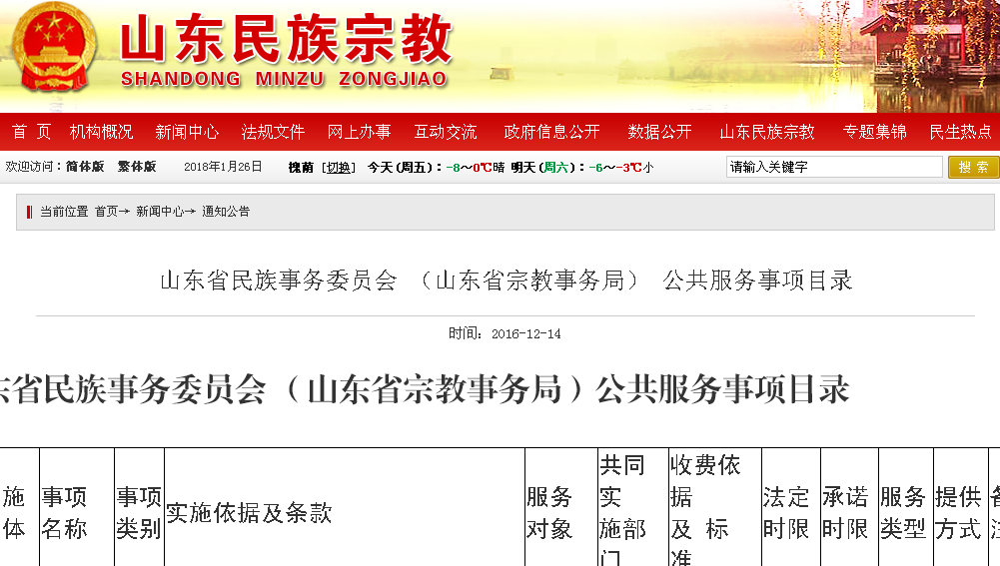 山东民族宗教
SHANDONG MINZU ZONGJIAO
首 页 机构概况 新闻中心 法规文件 网上办事 互动交流 政府信息公开 数据公开 山东民族宗教 专题集锦 民生热点
欢迎访问：简体版 繁体版 2018年1月26日 槐荫 [切换] 今天(周五)：-8～0℃晴 明天(周六)：-6～-3℃小 请输入关键字 搜 索
当前位置 首页→ 新闻中心→ 通知公告
山东省民族事务委员会 （山东省宗教事务局） 公共服务事项目录
时间：2016-12-14
东省民族事务委员会（山东省宗教事务局）公共服务事项目录
施
体
事项
名称
事项
类别
实施依据及条款
服务
对象
共同
实
施部
门
收费依
据
及 标
准
法定
时限
承诺
时限
服务
类型
提供
方式